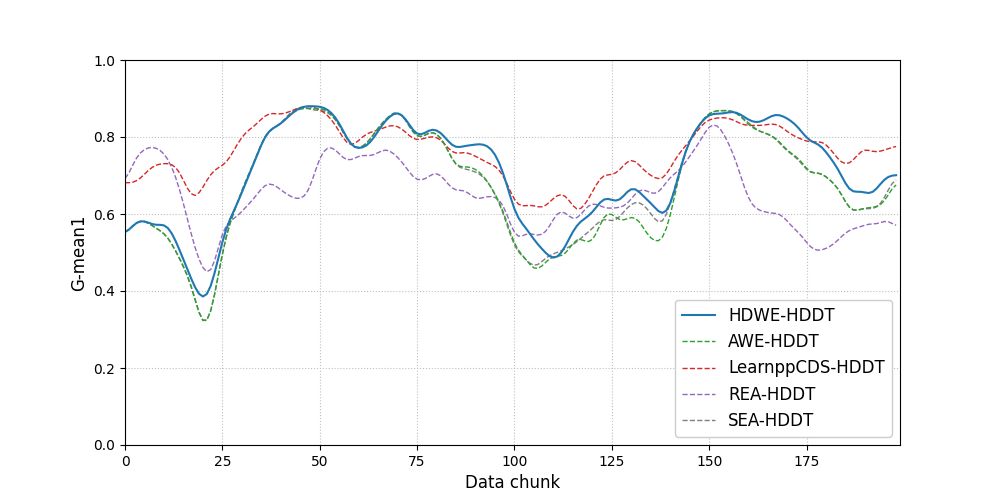 1.0
0.8
0.6
0.4
0.2
0.0
G-mean1
0 25 50 75 100 125 150 175
Data chunk
HDWE-HDDT
AWE-HDDT
LearnppCDS-HDDT
REA-HDDT
SEA-HDDT